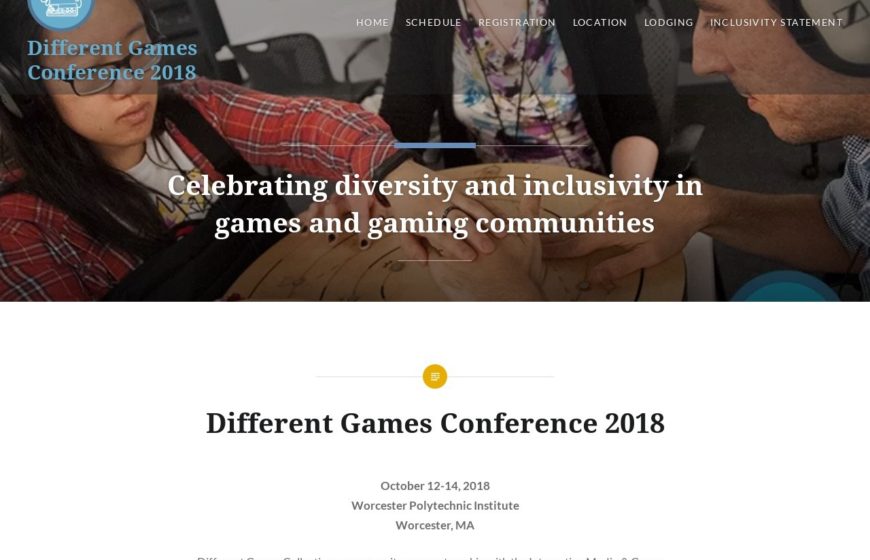 HOME SCHEDULE REGISTRATION LOCATION LODGING INCLUSIVITY STATEMENT
Different Games
Conference 2018
Celebrating diversity and inclusivity in
games and gaming communities
Different Games Conference 2018
October 12-14, 2018
Worcester Polytechnic Institute
Worcester, MA